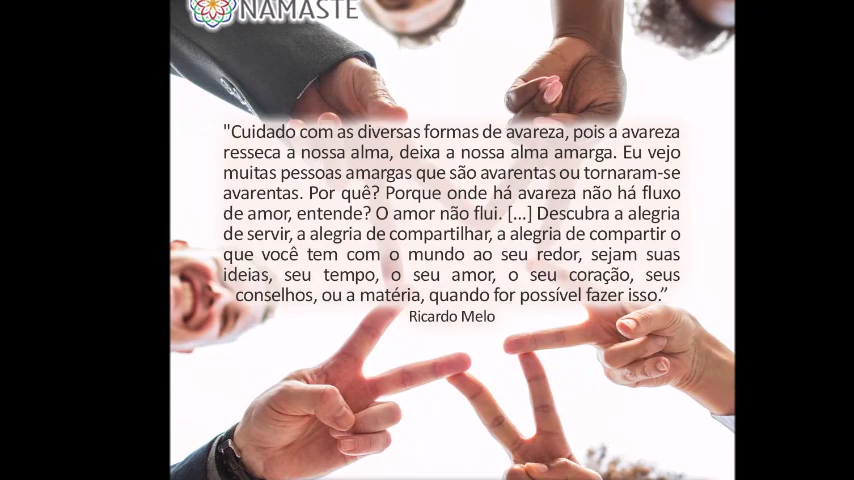 NAMASTE
"Cuidado com as diversas formas de avareza, pois a avareza
resseca a nossa alma, deixa a nossa alma amarga. Eu vejo
muitas pessoas amargas que são avarentas ou tornaram-se
avarentas. Por quê? Porque onde há avareza não há fluxo
de amor, entende? O amor não flui. [...] Descubra a alegria
de servir, a alegria de compartilhar, a alegria de compartir o
que você tem com o mundo ao seu redor, sejam suas
ideias, seu tempo, o seu amor, o seu coração, seus
conselhos, ou a matéria, quando for possível fazer isso.”
Ricardo Melo